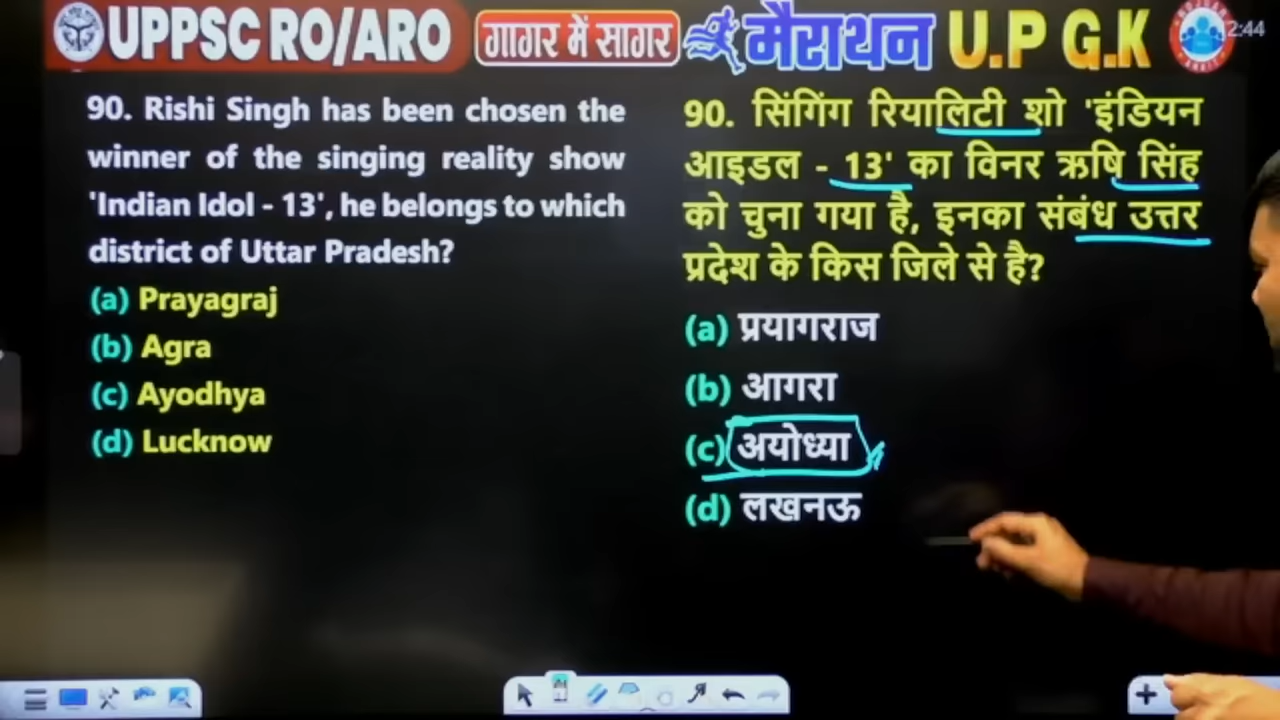 UPPSC RO/ARO गागर में सागर मैराथन U.P G.K
2:44
90. Rishi Singh has been chosen the
winner of the singing reality show
'Indian Idol - 13', he belongs to which
district of Uttar Pradesh?
(a) Prayagraj
(b) Agra
(c) Ayodhya
(d) Lucknow
90. सिंगिंग रियालिटी शो 'इंडियन
आइडल - 13' का विनर ऋषि सिंह
को चुना गया है, इनका संबंध उत्तर
प्रदेश के किस जिले से है?
(a) प्रयागराज
(b) आगरा
(c) अयोध्या
(d) लखनऊ